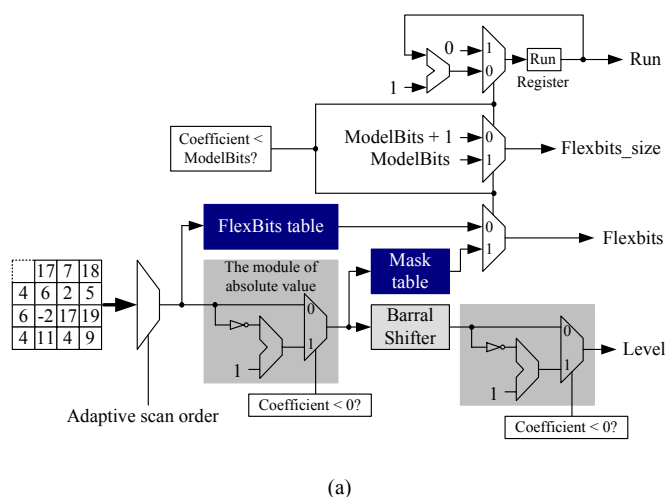 0
1
0
Run
Run
Register
1
Coefficient <
ModelBits?
ModelBits + 1
ModelBits
0
1
Flexbits_size
FlexBits table
0
1
Flexbits
17 7 18
4 6 2 5
6 -2 17 19
4 11 4 9
The module of
absolute value
0
1
1
Mask
table
Barral
Shifter
0
1
1
Level
Adaptive scan order
Coefficient < 0?
Coefficient < 0?
(a)